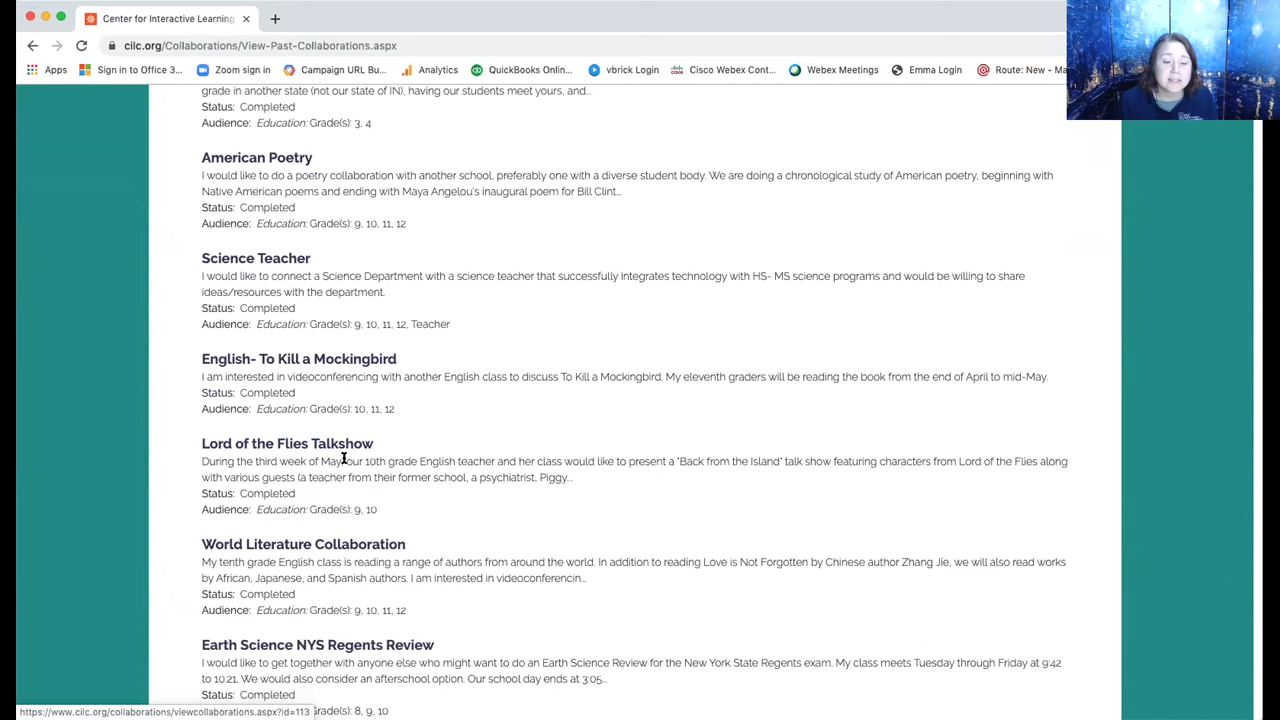 Center for Interactive Learning
cilc.org/Collaborations/View-Past-Collaborations.aspx
Apps Sign in to Office 3... Zoom sign in Campaign URL Bu... Analytics QuickBooks Onlin... vbrick Login Cisco Webex Cont... Webex Meetings Emma Login Route: New - Ma
grade in another state (not our state of IN), having our students meet yours, and...
Status: Completed
Audience: Education: Grade(s): 3, 4
American Poetry
I would like to do a poetry collaboration with another school, preferably one with a diverse student body. We are doing a chronological study of American poetry, beginning with
Native American poems and ending with Maya Angelou's inaugural poem for Bill Clint...
Status: Completed
Audience: Education: Grade(s): 9, 10, 11, 12
Science Teacher
I would like to connect a Science Department with a science teacher that successfully integrates technology with HS- MS science programs and would be willing to share
ideas/resources with the department.
Status: Completed
Audience: Education: Grade(s): 9, 10, 11, 12, Teacher
English- To Kill a Mockingbird
I am interested in videoconferencing with another English class to discuss To Kill a Mockingbird. My eleventh graders will be reading the book from the end of April to mid-May.
Status: Completed
Audience: Education: Grade(s): 10, 11, 12
Lord of the Flies Talkshow
During the third week of May, our 10th grade English teacher and her class would like to present a "Back from the Island" talk show featuring characters from Lord of the Flies along
with various guests (a teacher from their former school, a psychiatrist, Piggy...
Status: Completed
Audience: Education: Grade(s): 9, 10
World Literature Collaboration
My tenth grade English class is reading a range of authors from around the world. In addition to reading Love is Not Forgotten by Chinese author Zhang Jie, we will also read works
by African, Japanese, and Spanish authors. I am interested in videoconferencin...
Status: Completed
Audience: Education: Grade(s): 9, 10, 11, 12
Earth Science NYS Regents Review
I would like to get together with anyone else who might want to do an Earth Science Review for the New York State Regents exam. My class meets Tuesday through Friday at 9:42
to 10:21. We would also consider an afterschool option. Our school day ends at 3:05...
Status: Completed
https://www.cilc.org/collaborations/viewcollaborations.aspx?id=113
(s): 8, 9, 10